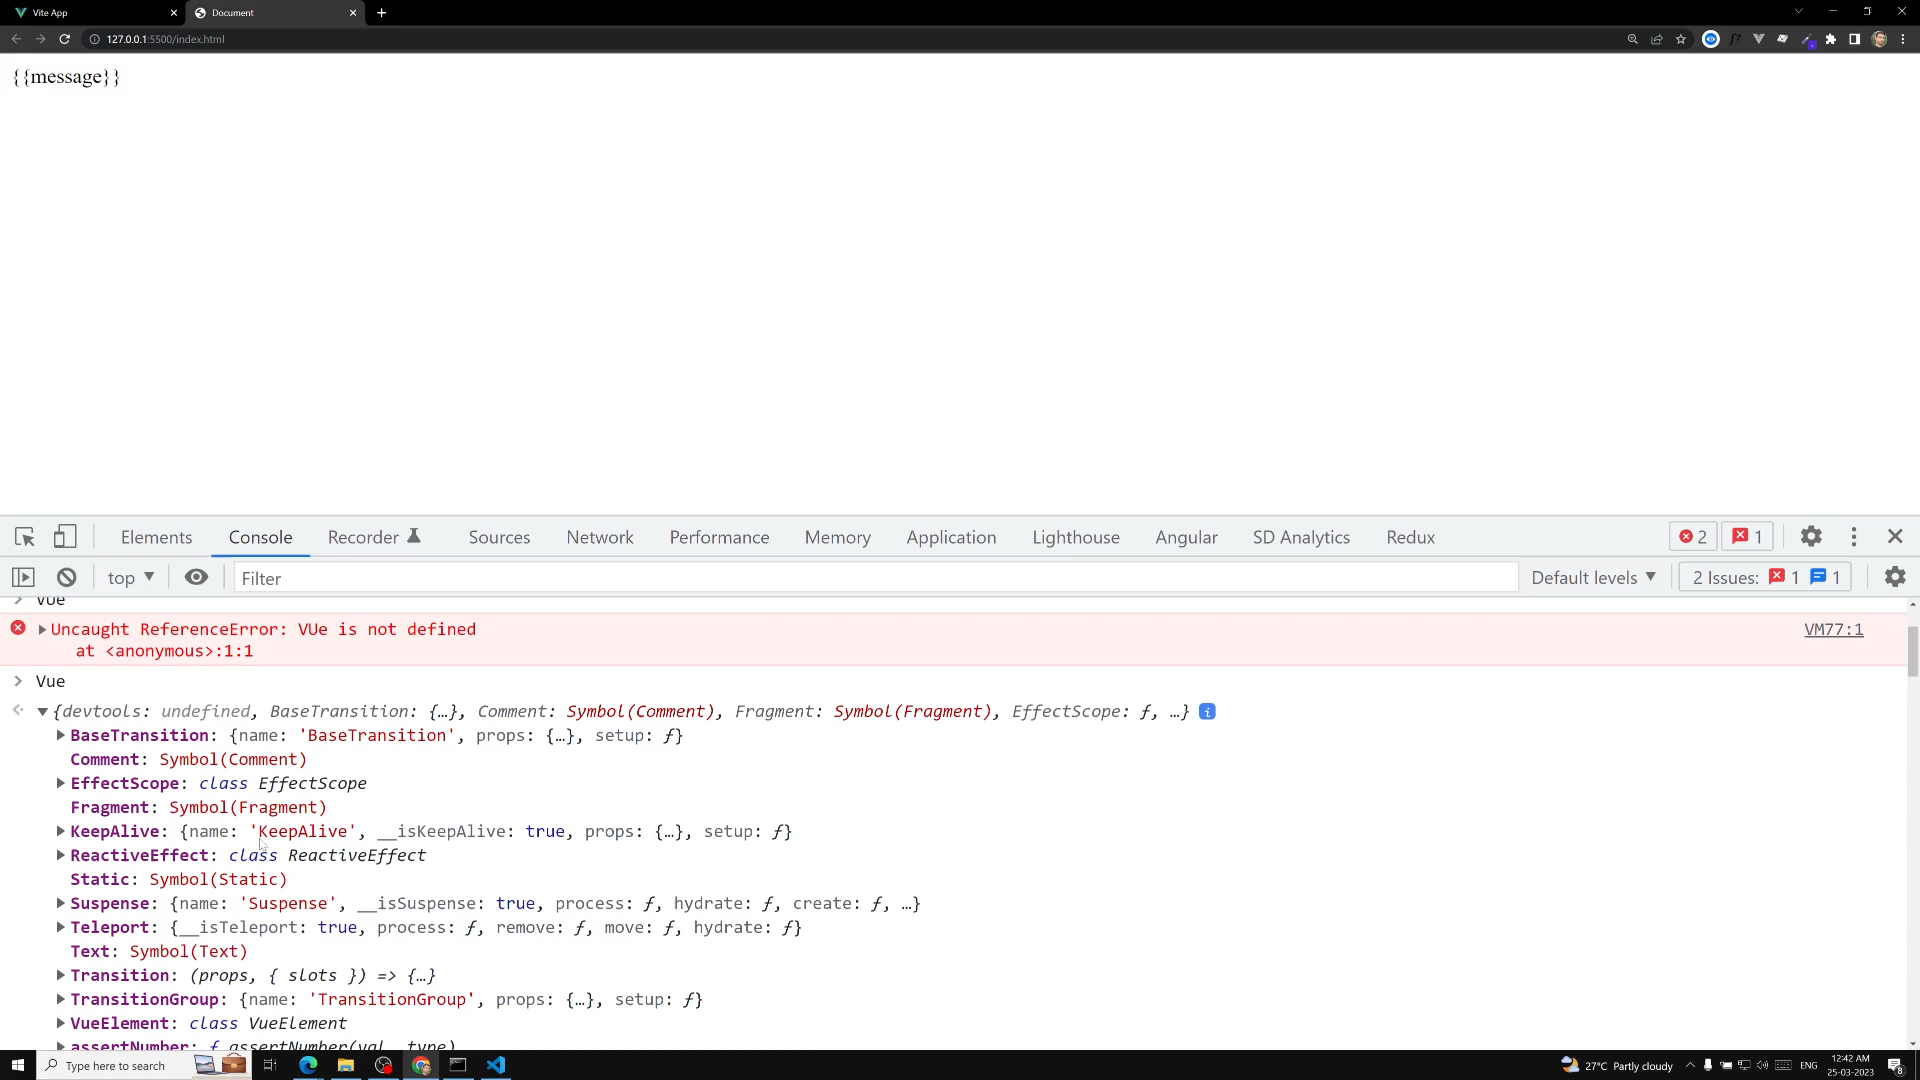 Vite App
Document
127.0.0.1:5500/index.html
{{message}}
Elements Console Recorder Sources Network Performance Memory Application Lighthouse Angular SD Analytics Redux 2 1
top Filter Default levels 2 Issues: 1 1
Uncaught ReferenceError: VUe is not defined VM77:1
at <anonymous>:1:1
Vue
{devtools: undefined, BaseTransition: {…}, Comment: Symbol(Comment), Fragment: Symbol(Fragment), EffectScope: ƒ, …}
BaseTransition: {name: 'BaseTransition', props: {…}, setup: ƒ}
Comment: Symbol(Comment)
EffectScope: class EffectScope
Fragment: Symbol(Fragment)
KeepAlive: {name: 'KeepAlive', __isKeepAlive: true, props: {…}, setup: ƒ}
ReactiveEffect: class ReactiveEffect
Static: Symbol(Static)
Suspense: {name: 'Suspense', __isSuspense: true, process: ƒ, hydrate: ƒ, create: ƒ, …}
Teleport: {__isTeleport: true, process: ƒ, remove: ƒ, move: ƒ, hydrate: ƒ}
Text: Symbol(Text)
Transition: (props, { slots }) => {…}
TransitionGroup: {name: 'TransitionGroup', props: {…}, setup: ƒ}
VueElement: class VueElement
assertNumber: ƒ assertNumber(val, type)
Type here to search
27°C Partly cloudy
ENG
12:42 AM
25-03-2023
8